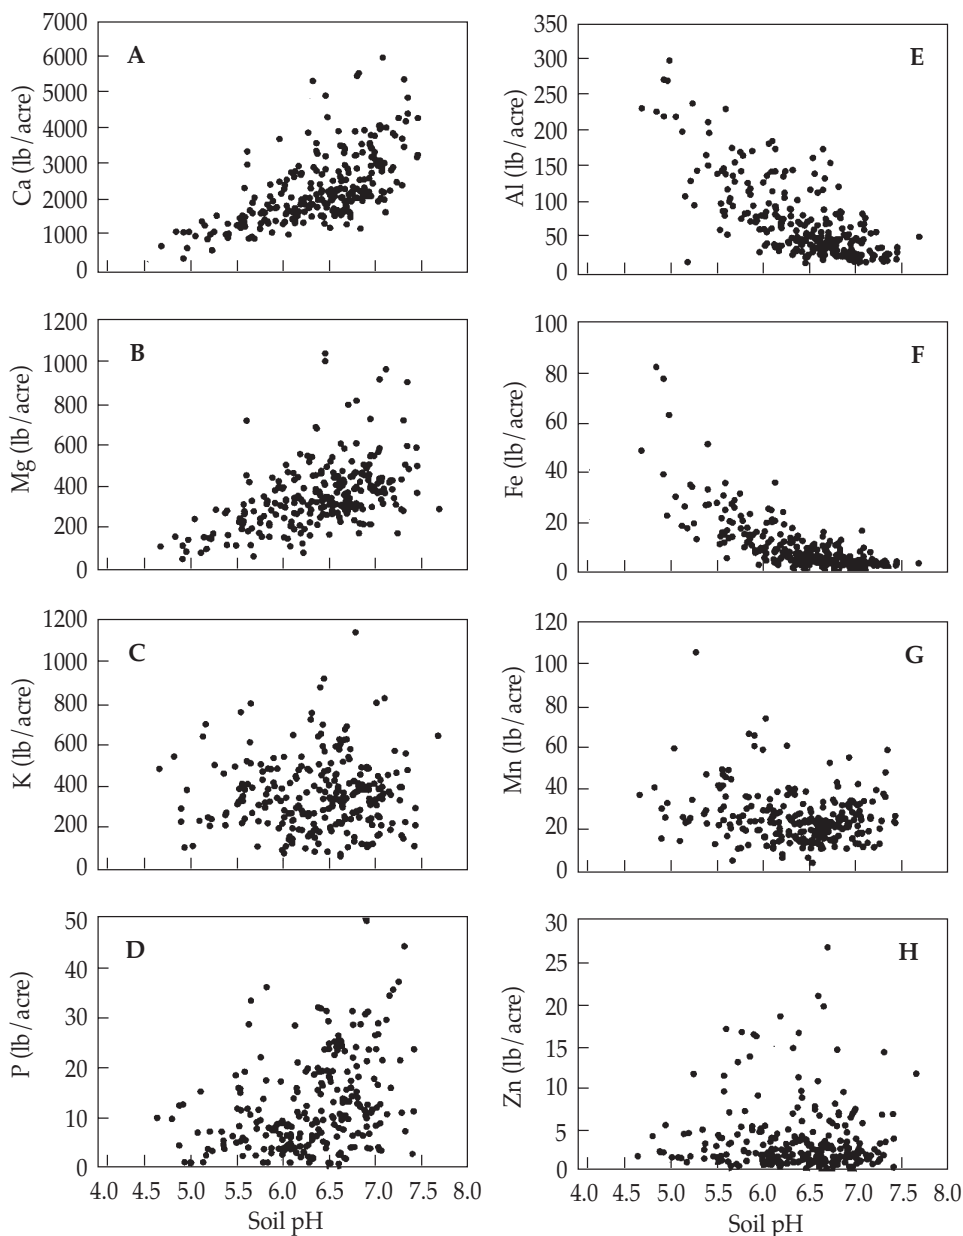 7000
6000
5000
4000
3000
2000
1000
0
Ca (lb/acre)
A
1200
1000
800
600
400
200
0
Mg (lb/acre)
B
1200
1000
800
600
400
200
0
K (lb/acre)
C
50
40
30
20
10
0
P (lb/acre)
D
4.0 4.5 5.0 5.5 6.0 6.5 7.0 7.5 8.0
Soil pH
350
300
250
200
150
100
50
0
Al (lb/acre)
E
100
80
60
40
20
0
Fe (lb/acre)
F
120
100
80
60
40
20
0
Mn (lb/acre)
G
30
25
20
15
10
5
0
Zn (lb/acre)
H
4.0 4.5 5.0 5.5 6.0 6.5 7.0 7.5 8.0
Soil pH